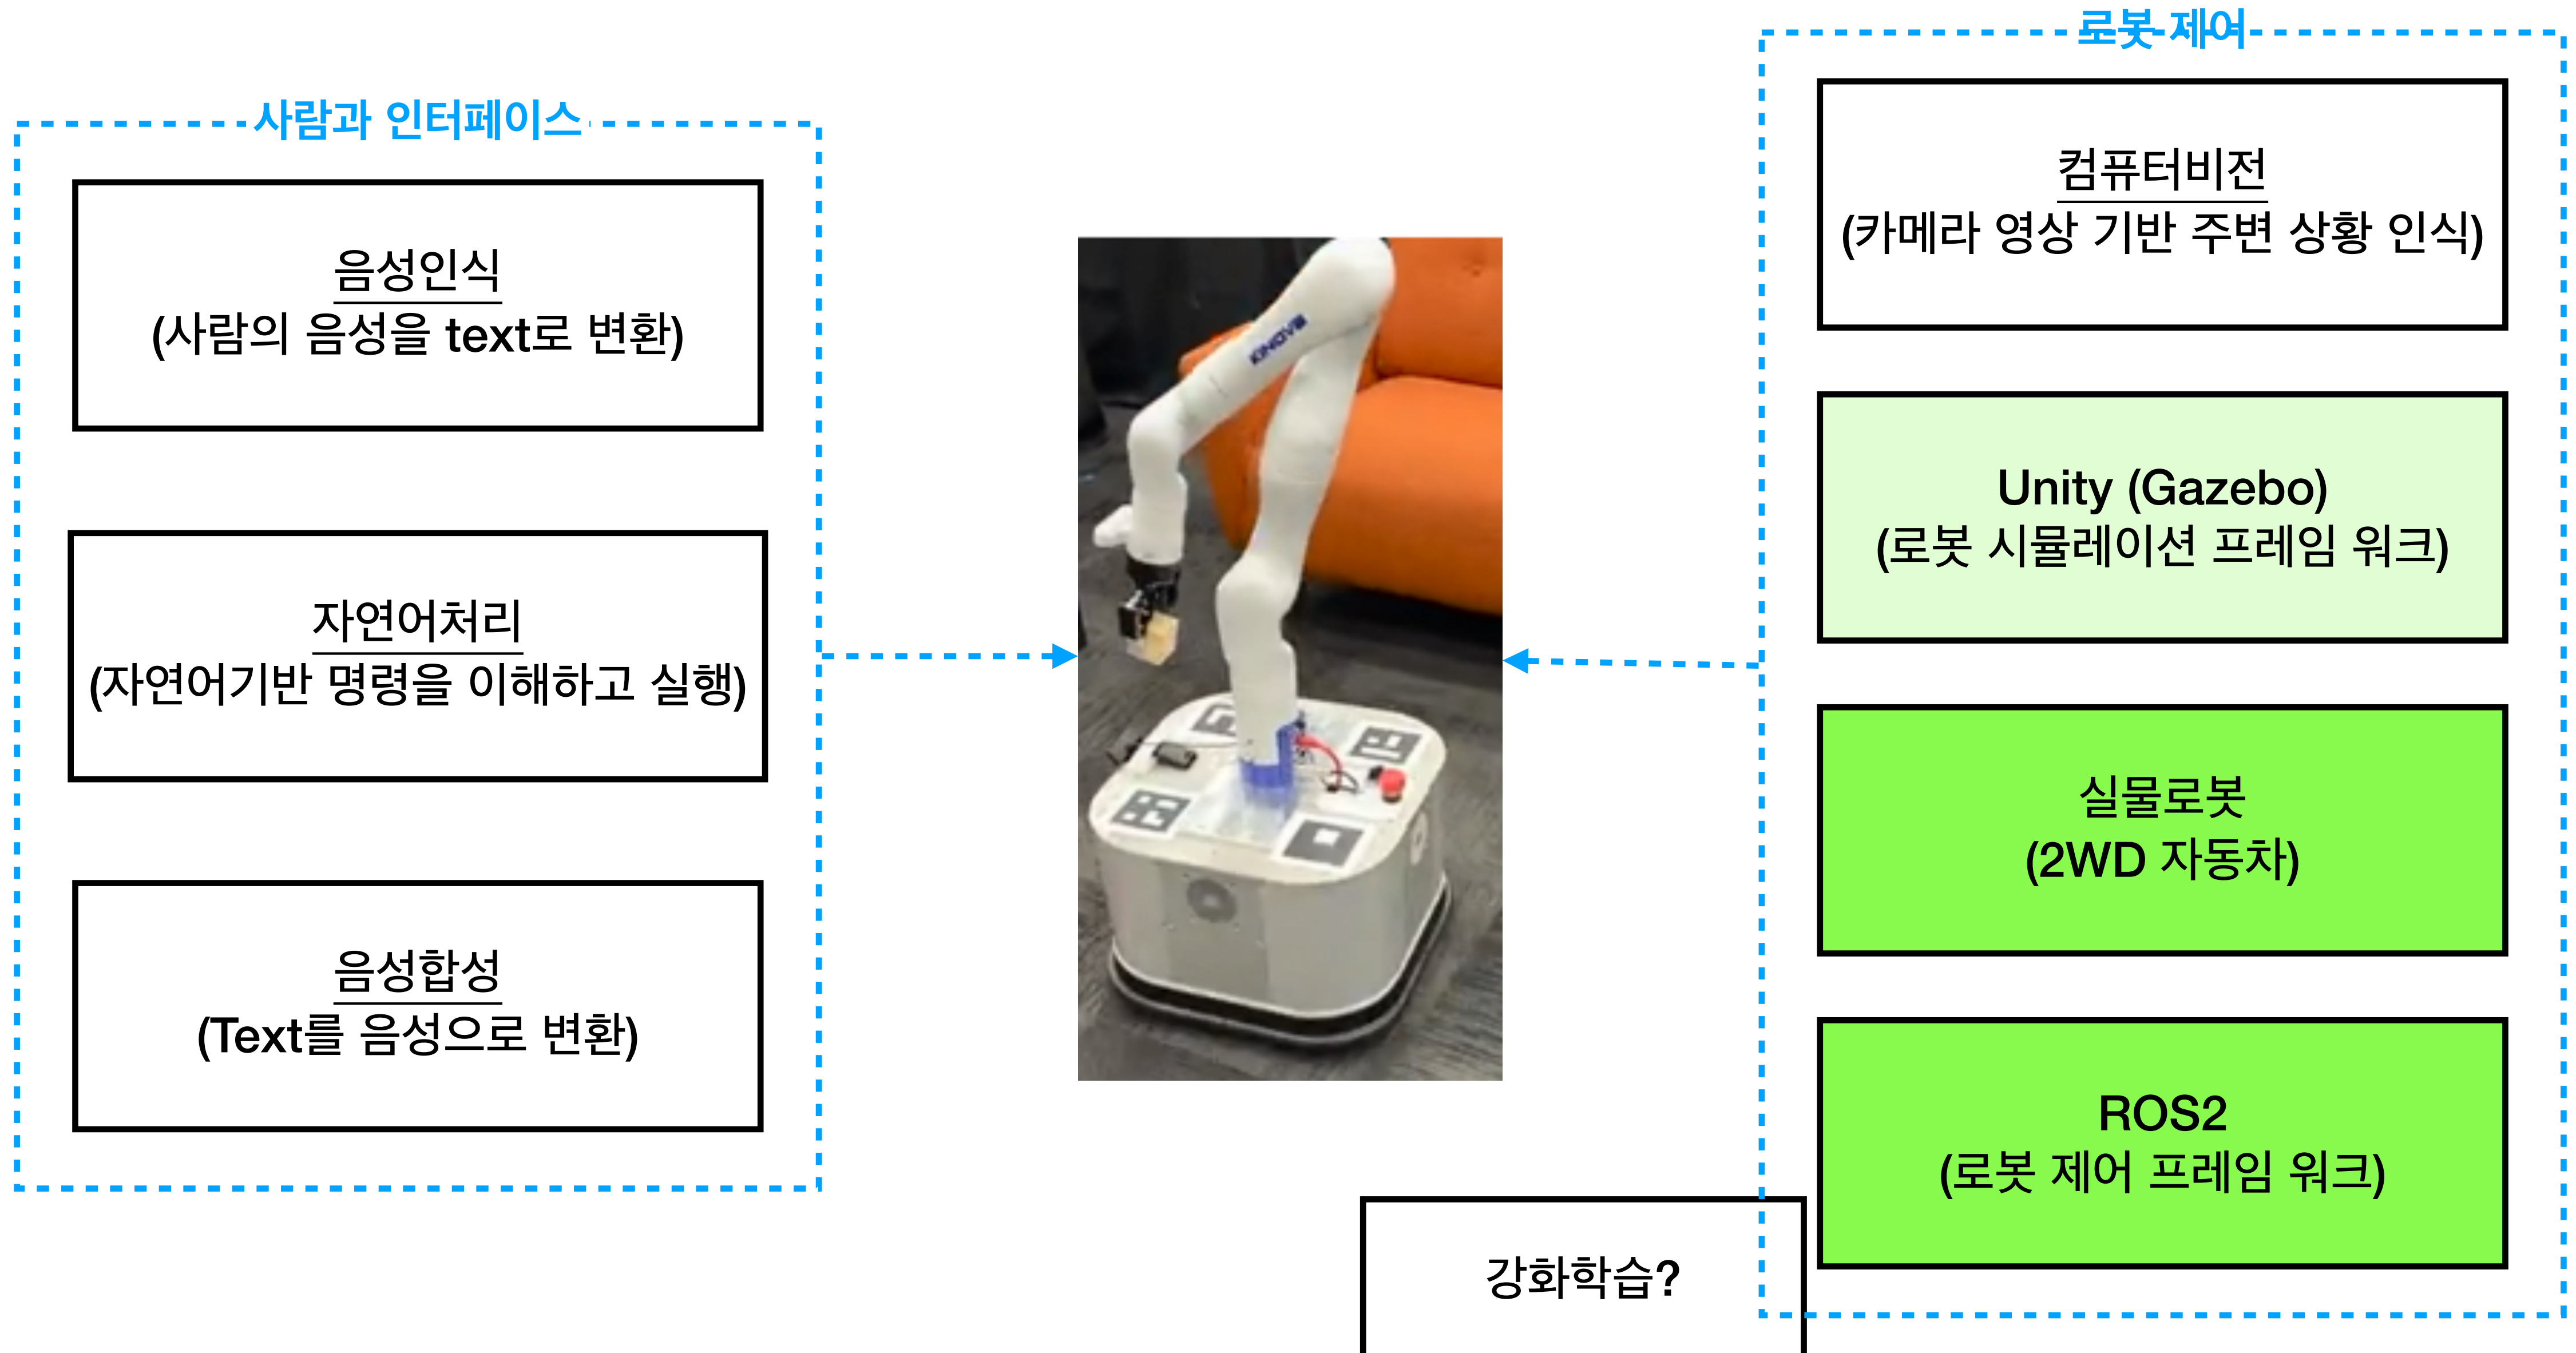 사람과 인터페이스
음성인식
(사람의 음성을 text로 변환)
자연어처리
(자연어기반 명령을 이해하고 실행)
음성합성
(Text를 음성으로 변환)
KINOVA
로봇 제어
컴퓨터비전
(카메라 영상 기반 주변 상황 인식)
Unity (Gazebo)
(로봇 시뮬레이션 프레임 워크)
실물로봇
(2WD 자동차)
ROS2
(로봇 제어 프레임 워크)
강화학습?